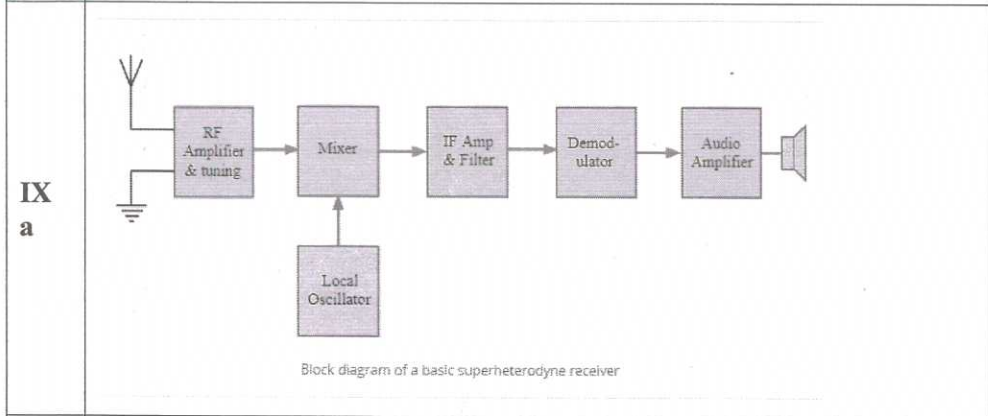 IX
a
RF
Amplifier
& tuning
Mixer
IF Amp
& Filter
Demod-
ulator
Audio
Amplifier
Local
Oscillator
Block diagram of a basic superheterodyne receiver